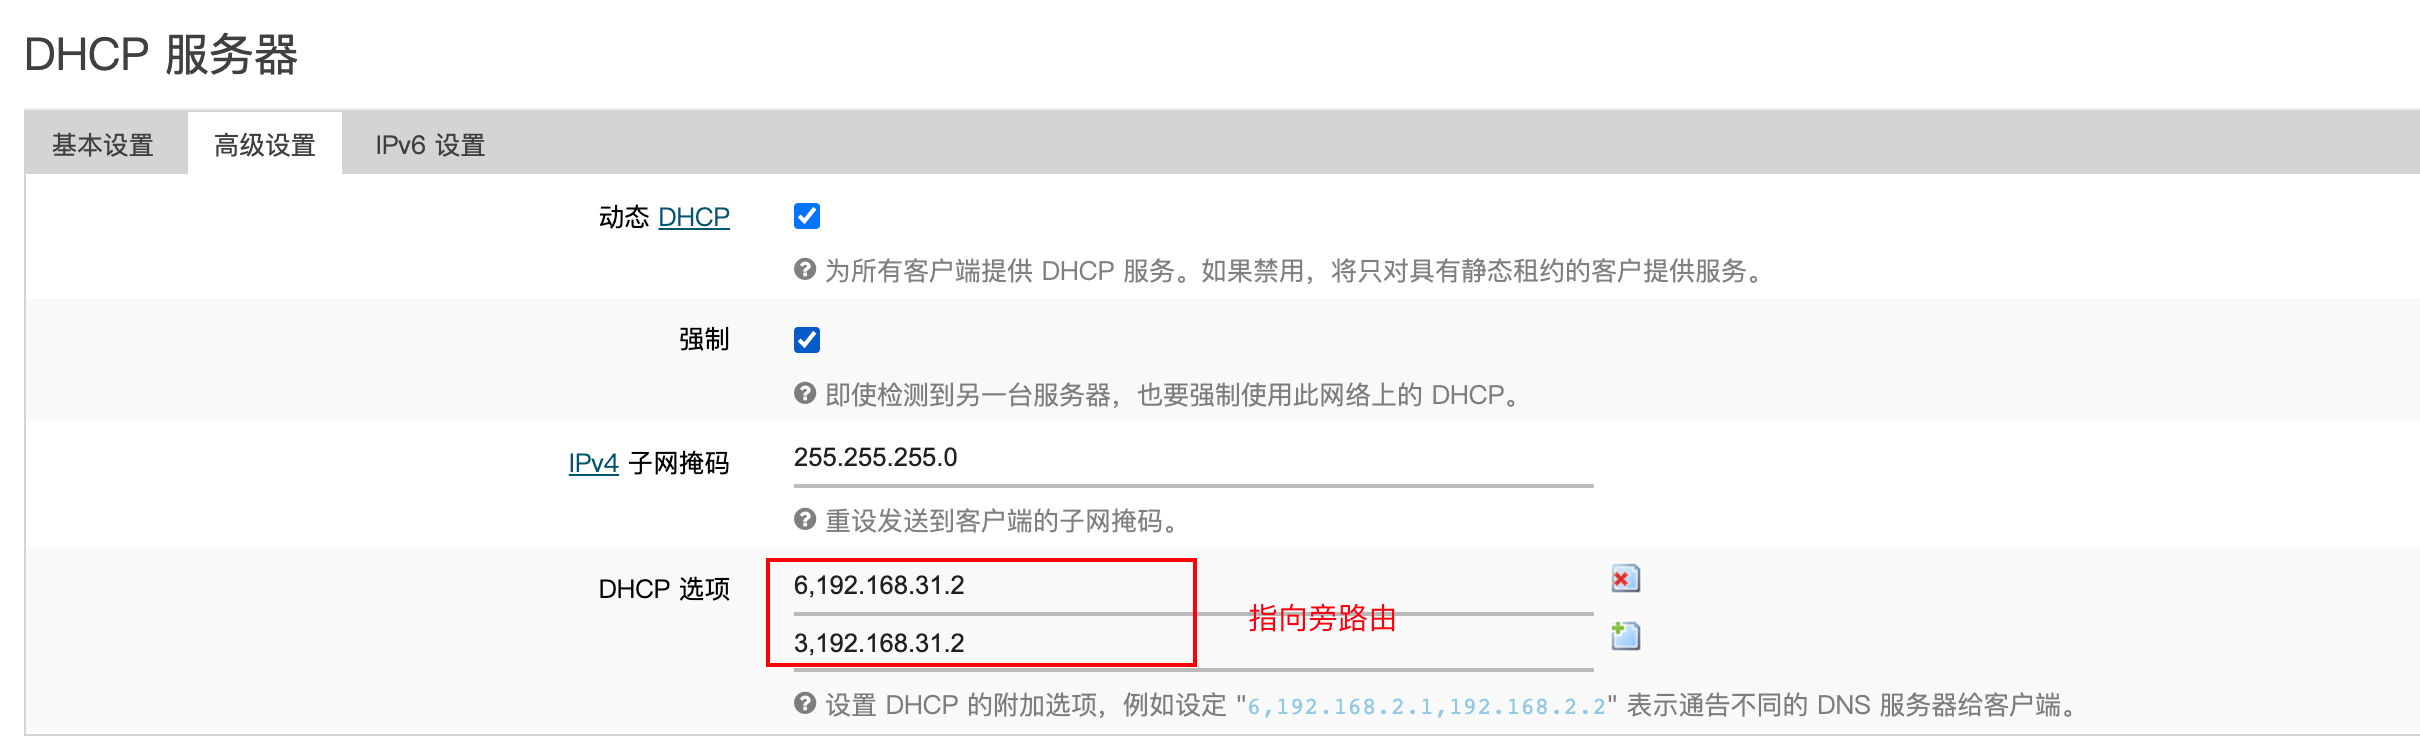 DHCP 服务器
基本设置 高级设置 IPv6 设置
动态 DHCP
为所有客户端提供 DHCP 服务。如果禁用，将只对具有静态租约的客户提供服务。
强制
即使检测到另一台服务器，也要强制使用此网络上的 DHCP。
IPv4 子网掩码 255.255.255.0
重设发送到客户端的子网掩码。
DHCP 选项 6,192.168.31.2
指向旁路由
3,192.168.31.2
设置 DHCP 的附加选项，例如设定 "6,192.168.2.1,192.168.2.2" 表示通告不同的 DNS 服务器给客户端。